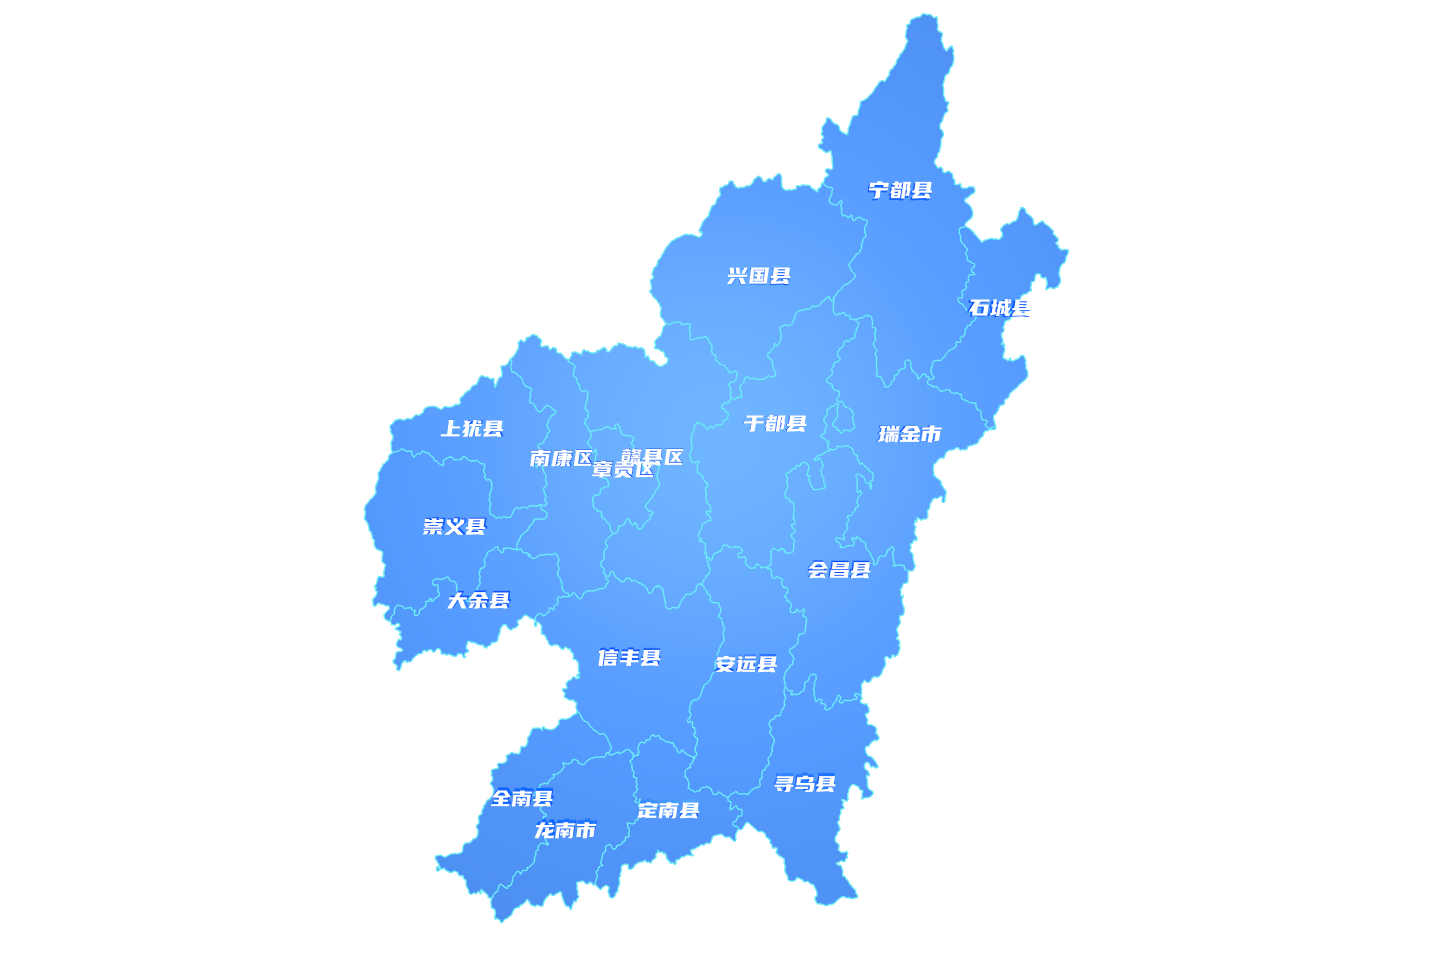 宁都县
兴国县
石城县
于都县
上犹县
瑞金市
南康区
赣县区
章贡区
崇义县
会昌县
大余县
信丰县
安远县
寻乌县
全南县
定南县
龙南市